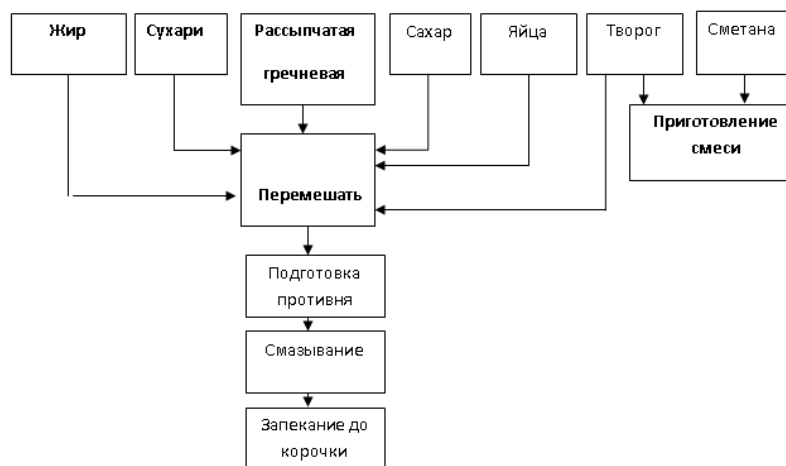 Жир
Сухари
Рассыпчатая
гречневая
Сахар
Яйца
Творог
Сметана
Приготовление
смеси
Перемешать
Подготовка
противня
Смазывание
Запекание до
корочки